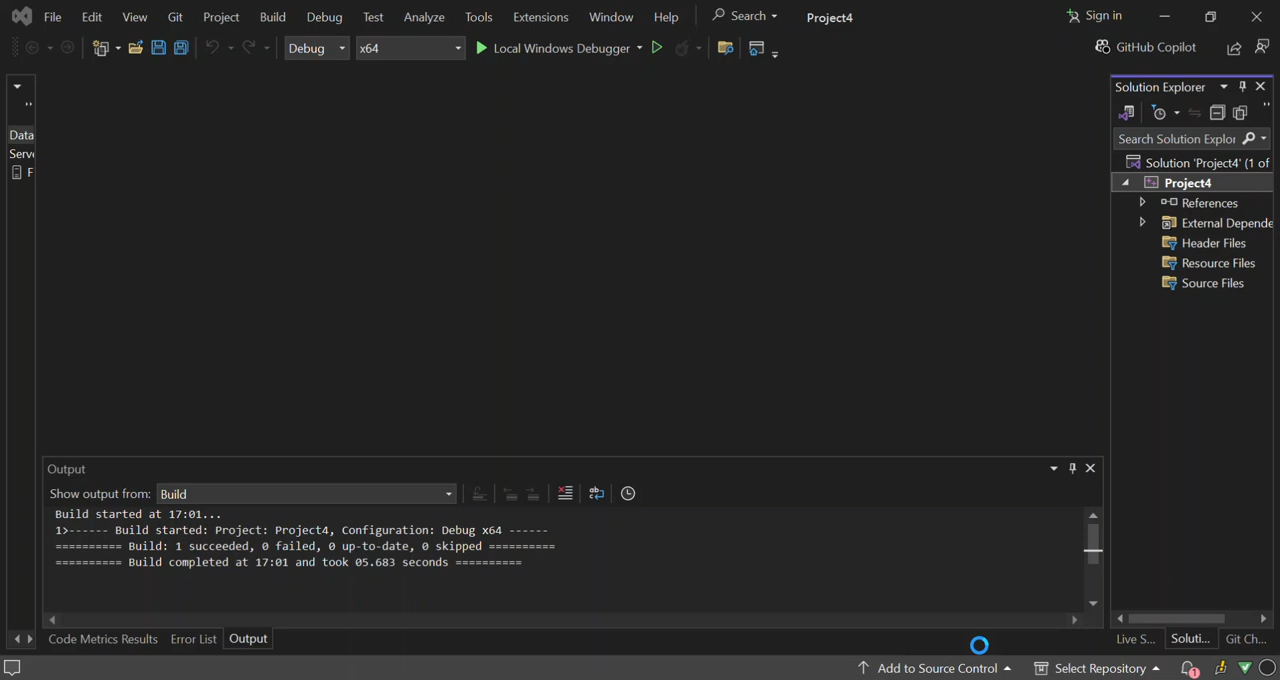 File Edit View Git Project Build Debug Test Analyze Tools Extensions Window Help Search Project4 Sign in
Debug x64 Local Windows Debugger GitHub Copilot
Data
Serv
F
Solution Explorer
Search Solution Explor
Solution 'Project4' (1 of
Project4
References
External Depende
Header Files
Resource Files
Source Files
Output
Show output from: Build
Build started at 17:01...
1>------ Build started: Project: Project4, Configuration: Debug x64 ------
========== Build: 1 succeeded, 0 failed, 0 up-to-date, 0 skipped ==========
========== Build completed at 17:01 and took 05.683 seconds ==========
Code Metrics Results Error List Output
Live S... Soluti... Git Ch...
Add to Source Control Select Repository 1